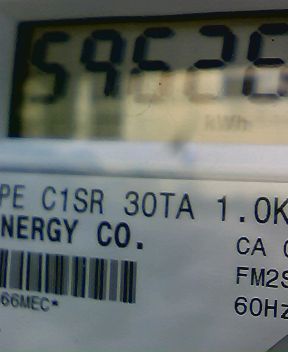 59526
kWh
PE C1SR 30TA 1.0K
NERGY CO.
CA
FM2S
66MEC*
60Hz